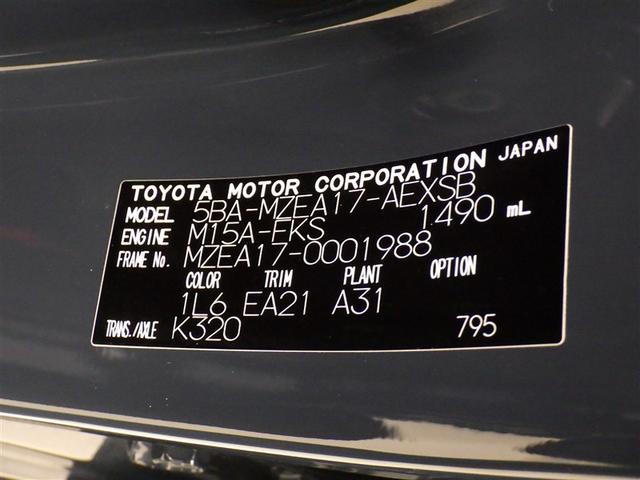 TOYOTA MOTOR CORPORATION JAPAN
MODEL 5BA-MZEA17-AEXSB
ENGINE M15A-FKS 1490 mL
FRAME No. MZEA17-0001988
COLOR TRIM PLANT OPTION
1L6 EA21 A31
TRANS./AXLE K320 795